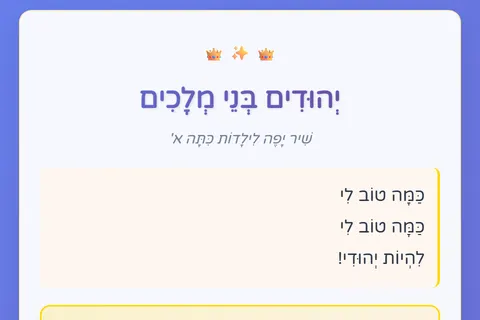 יְהוּדִים בְּנֵי מְלָכִים
שִׁיר יָפֶה לִילָדוֹת כִּתָּה א'
כַּמָּה טוֹב לִי
כַּמָּה טוֹב לִי
לִהְיוֹת יְהוּדִי!